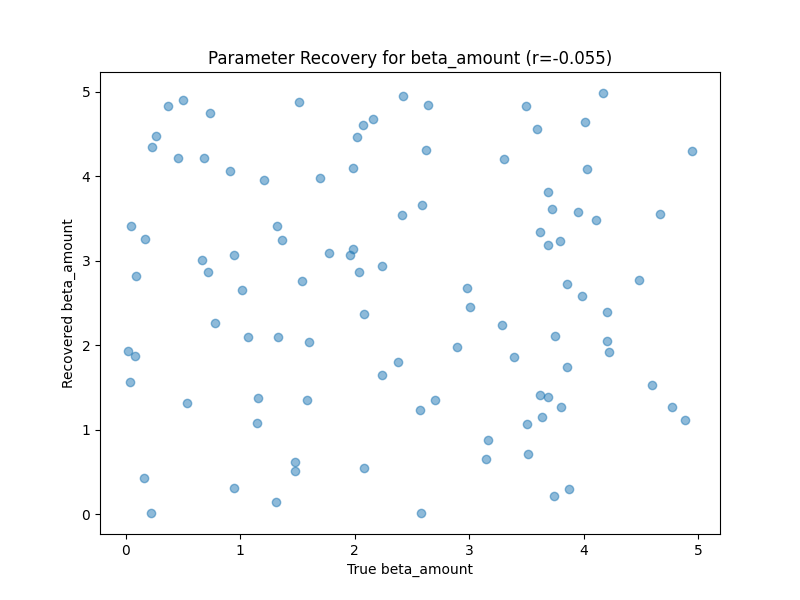 Parameter Recovery for beta_amount (r=-0.055)
5
4
3
2
1
0
Recovered beta_amount
0 1 2 3 4 5
True beta_amount